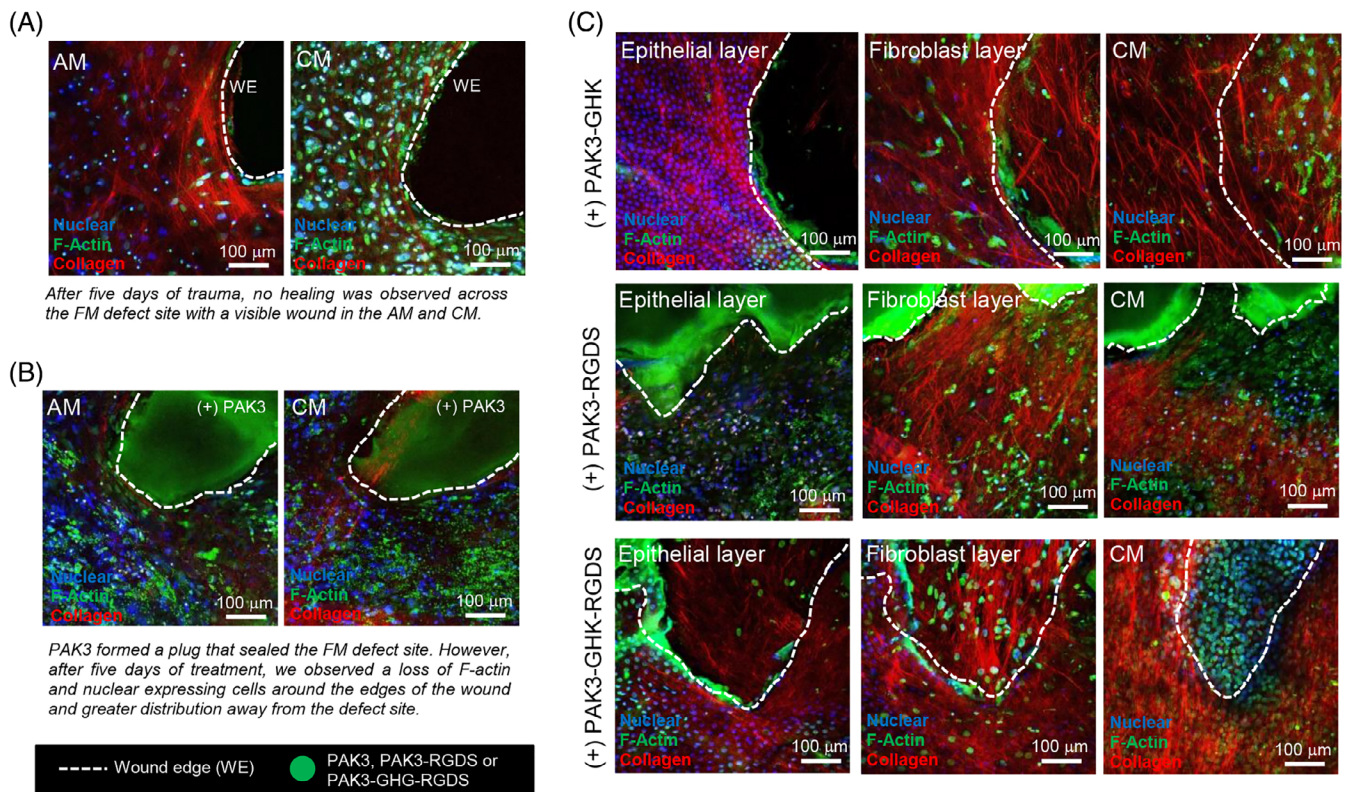 (A)
AM
WE
Nuclear
F-Actin
Collagen
100 μm
CM
WE
Nuclear
F-Actin
Collagen
100 μm
After five days of trauma, no healing was observed across
the FM defect site with a visible wound in the AM and CM.
(B)
AM
(+) PAK3
Nuclear
F-Actin
Collagen
100 μm
CM
(+) PAK3
Nuclear
F-Actin
Collagen
100 μm
PAK3 formed a plug that sealed the FM defect site. However,
after five days of treatment, we observed a loss of F-actin
and nuclear expressing cells around the edges of the wound
and greater distribution away from the defect site.
Wound edge (WE)
PAK3, PAK3-RGDS or
PAK3-GHG-RGDS
(C)
(+) PAK3-GHK
Epithelial layer
Nuclear
F-Actin
Collagen
100 μm
Fibroblast layer
Nuclear
F-Actin
Collagen
100 μm
CM
Nuclear
F-Actin
Collagen
100 μm
(+) PAK3-RGDS
Epithelial layer
Nuclear
F-Actin
Collagen
100 μm
Fibroblast layer
Nuclear
F-Actin
Collagen
100 μm
CM
Nuclear
F-Actin
Collagen
100 μm
(+) PAK3-GHK-RGDS
Epithelial layer
Nuclear
F-Actin
Collagen
100 μm
Fibroblast layer
Nuclear
F-Actin
Collagen
100 μm
CM
Nuclear
F-Actin
Collagen
100 μm